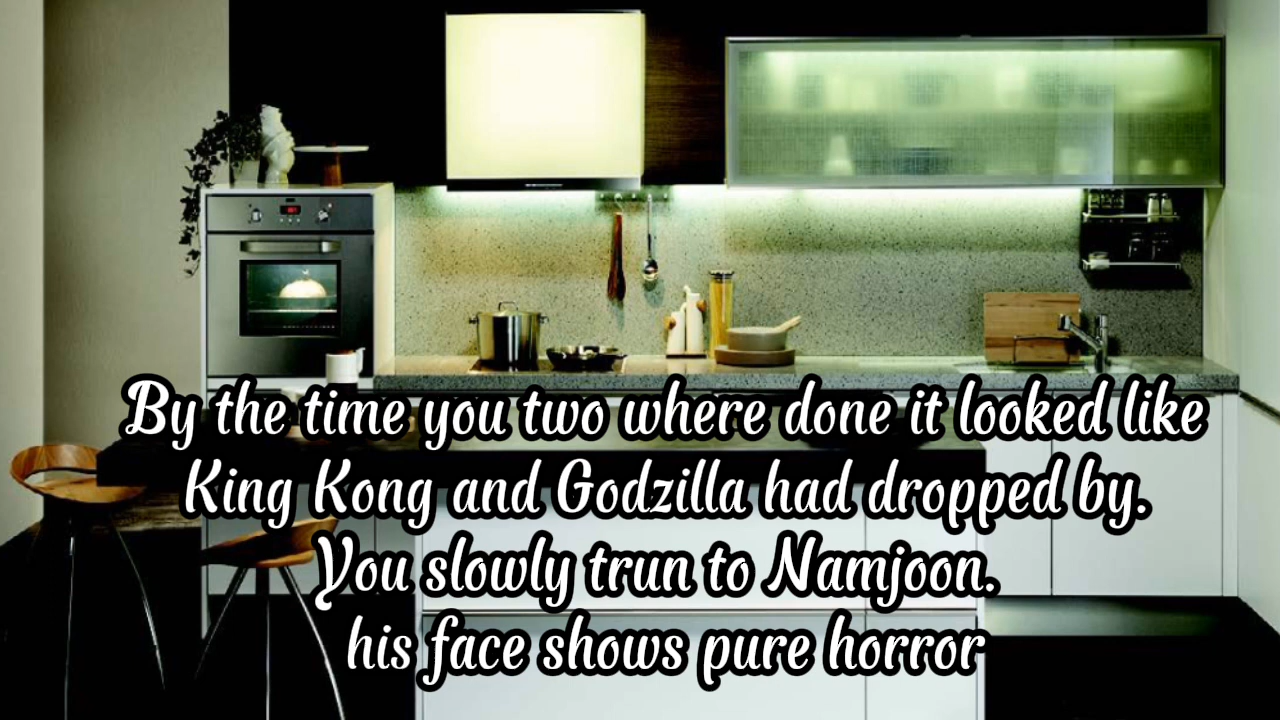 By the time you two where done it looked like
King Kong and Godzilla had dropped by.
You slowly trun to Namjoon.
his face shows pure horror